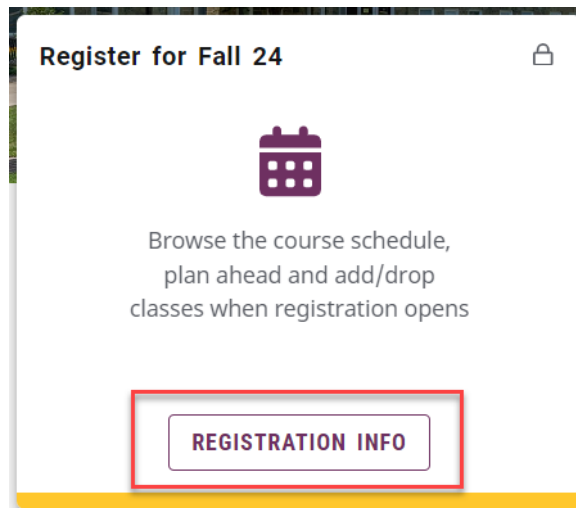 Register for Fall 24
Browse the course schedule,
plan ahead and add/drop
classes when registration opens
REGISTRATION INFO